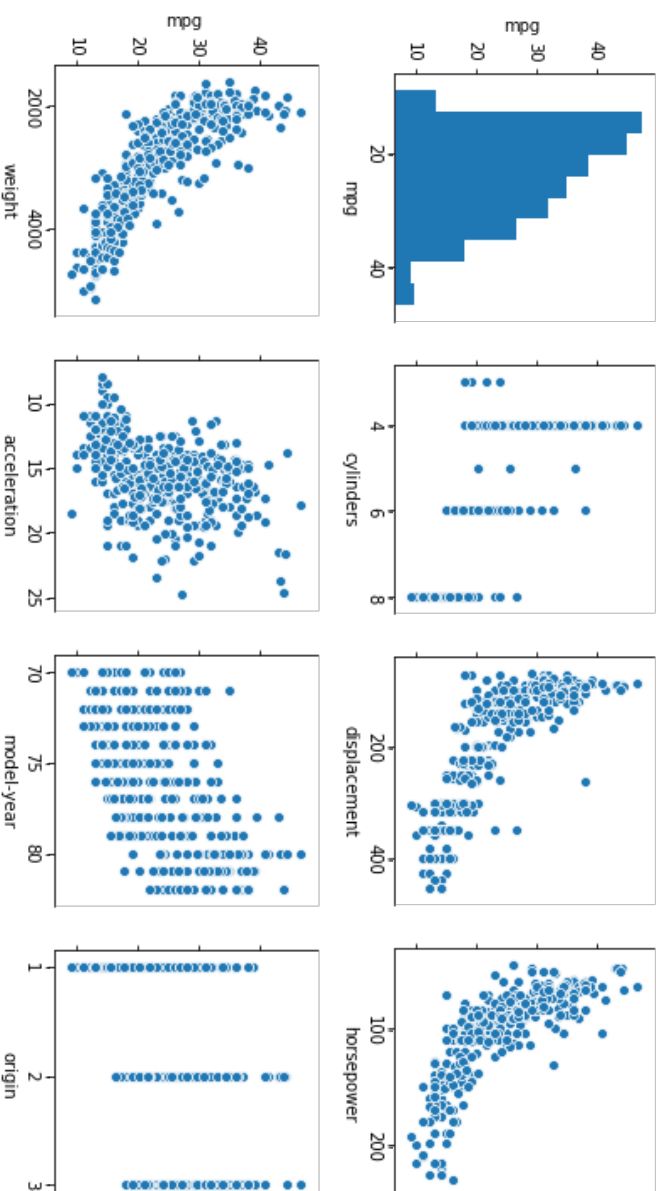 mpg
40
30
20
10
20 40 4 6 8 200 400 100 200
mpg cylinders displacement horsepower
mpg
40
30
20
10
2000 4000 10 15 20 25 70 75 80 1 2 3
weight acceleration model-year origin